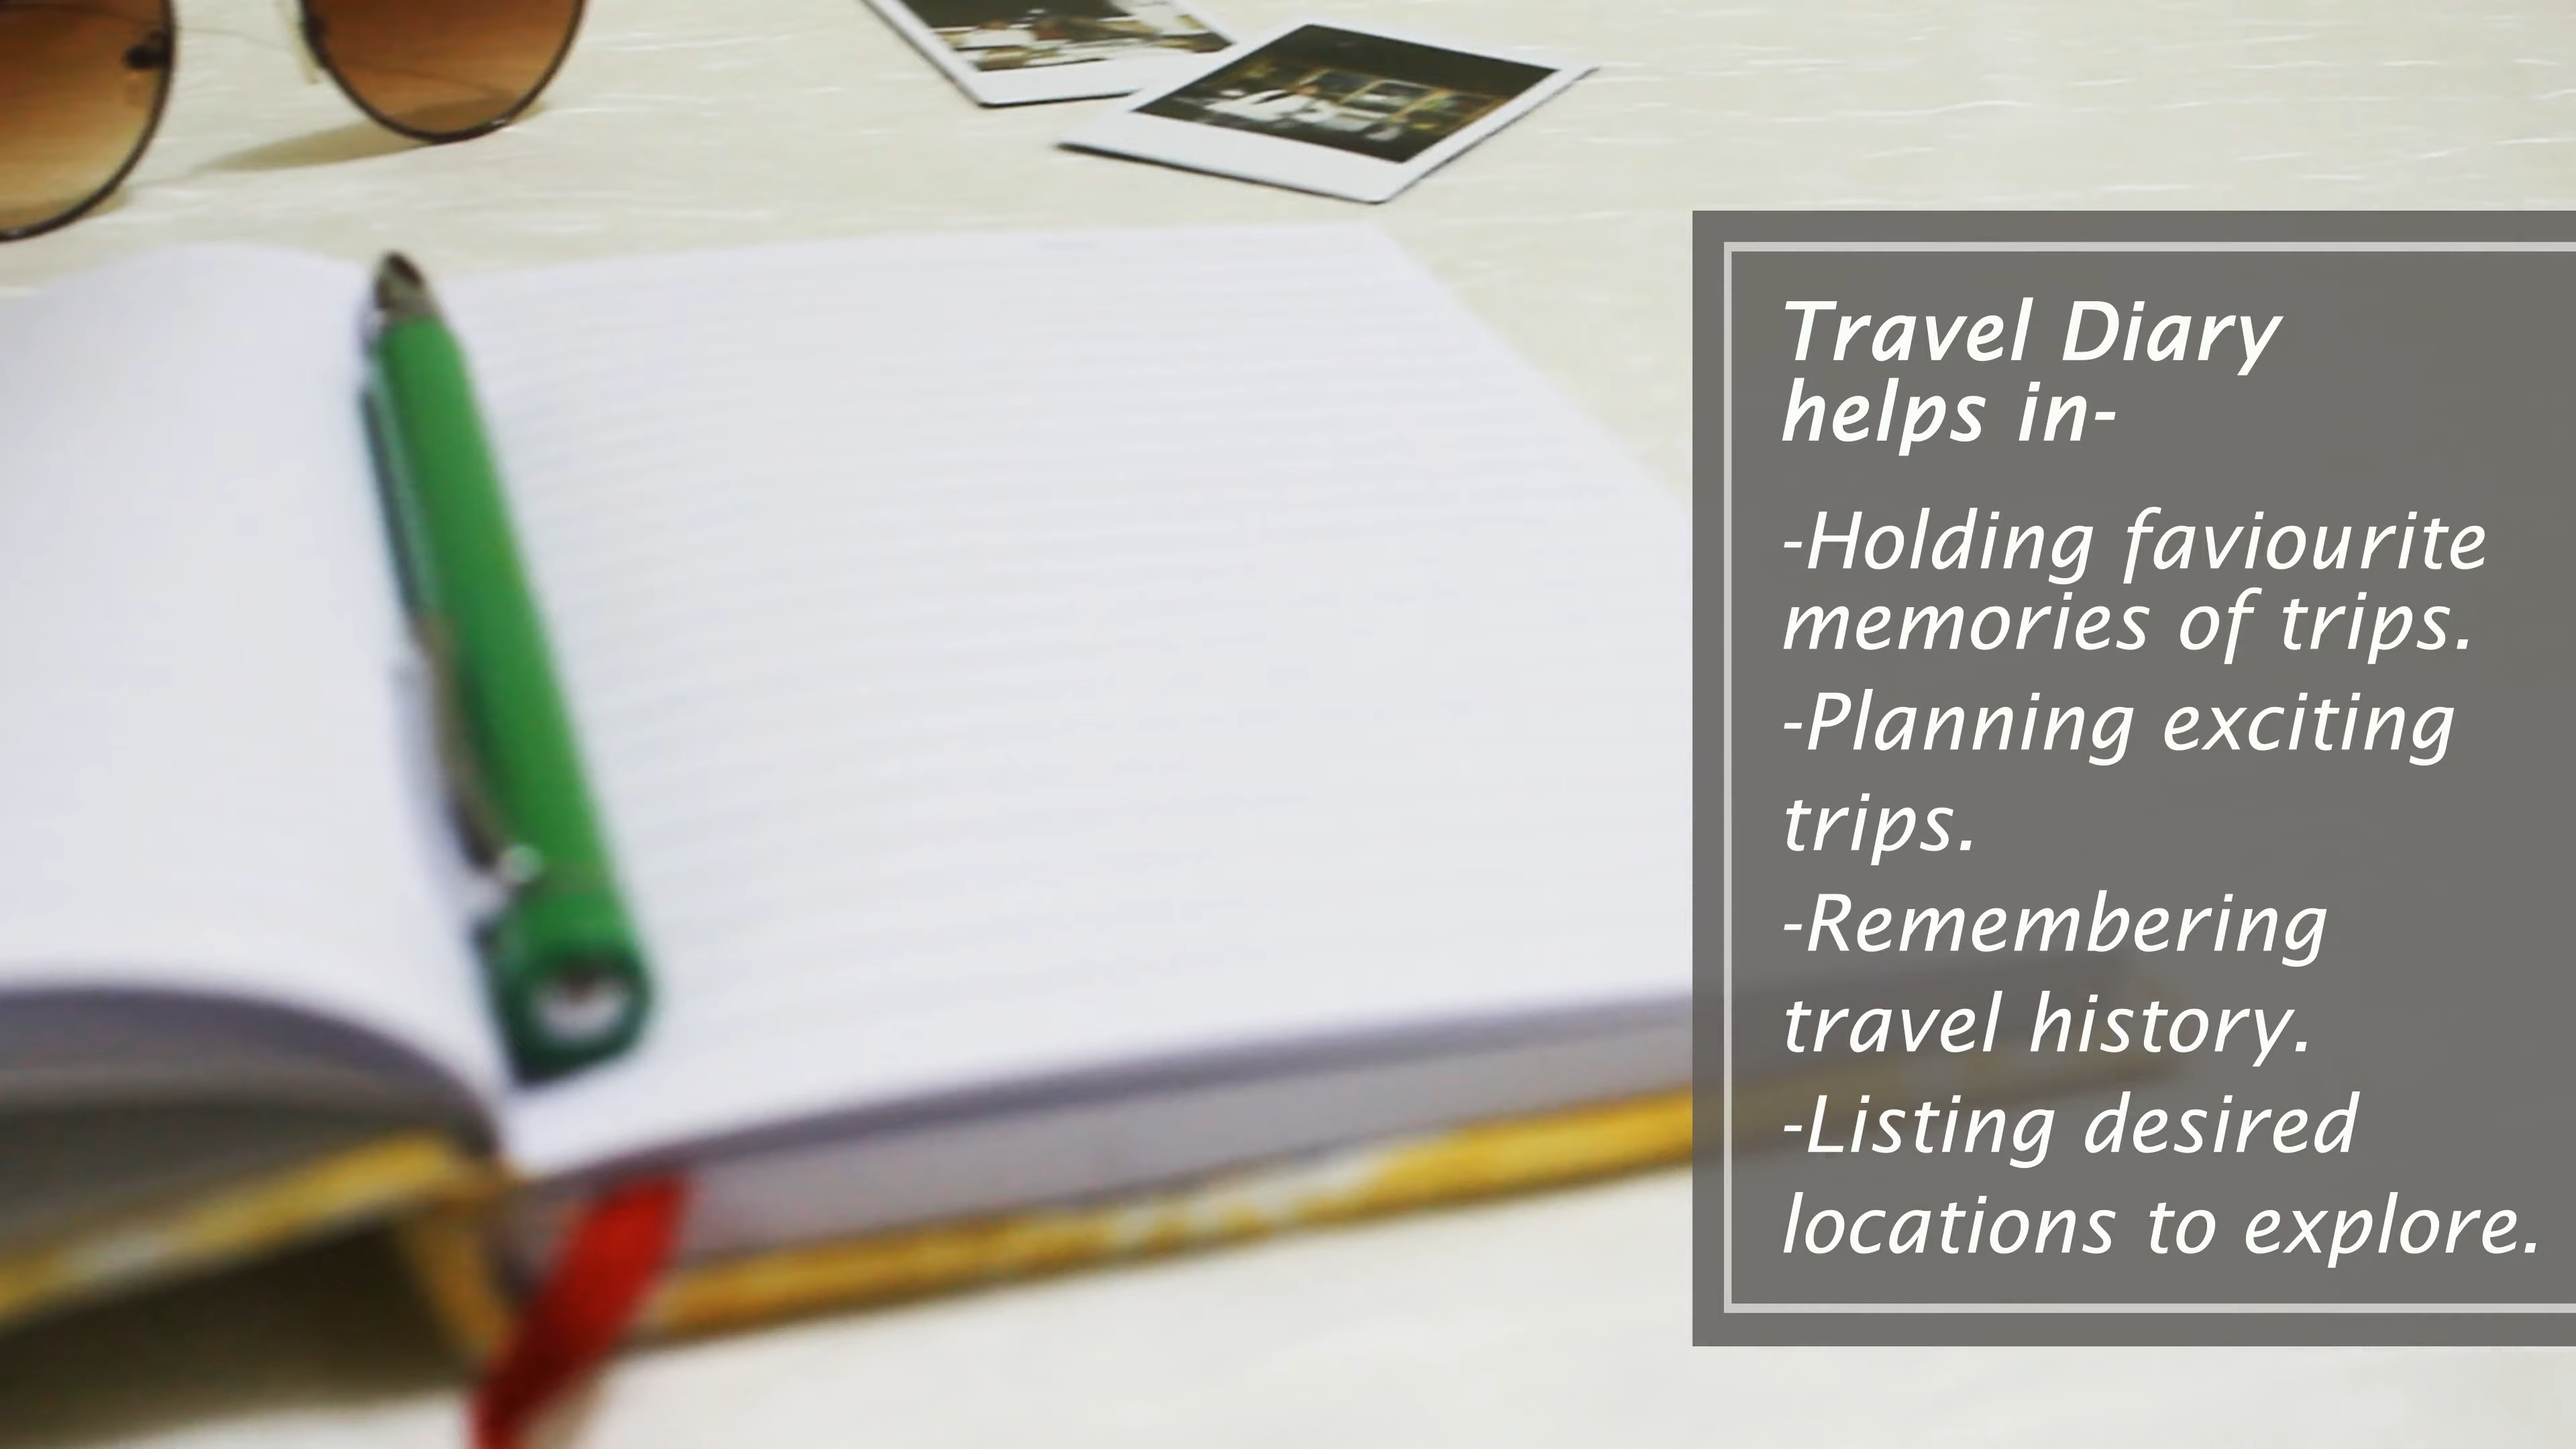 Travel Diary
helps in-
-Holding faviourite
memories of trips.
-Planning exciting
trips.
-Remembering
travel history.
-Listing desired
locations to explore.